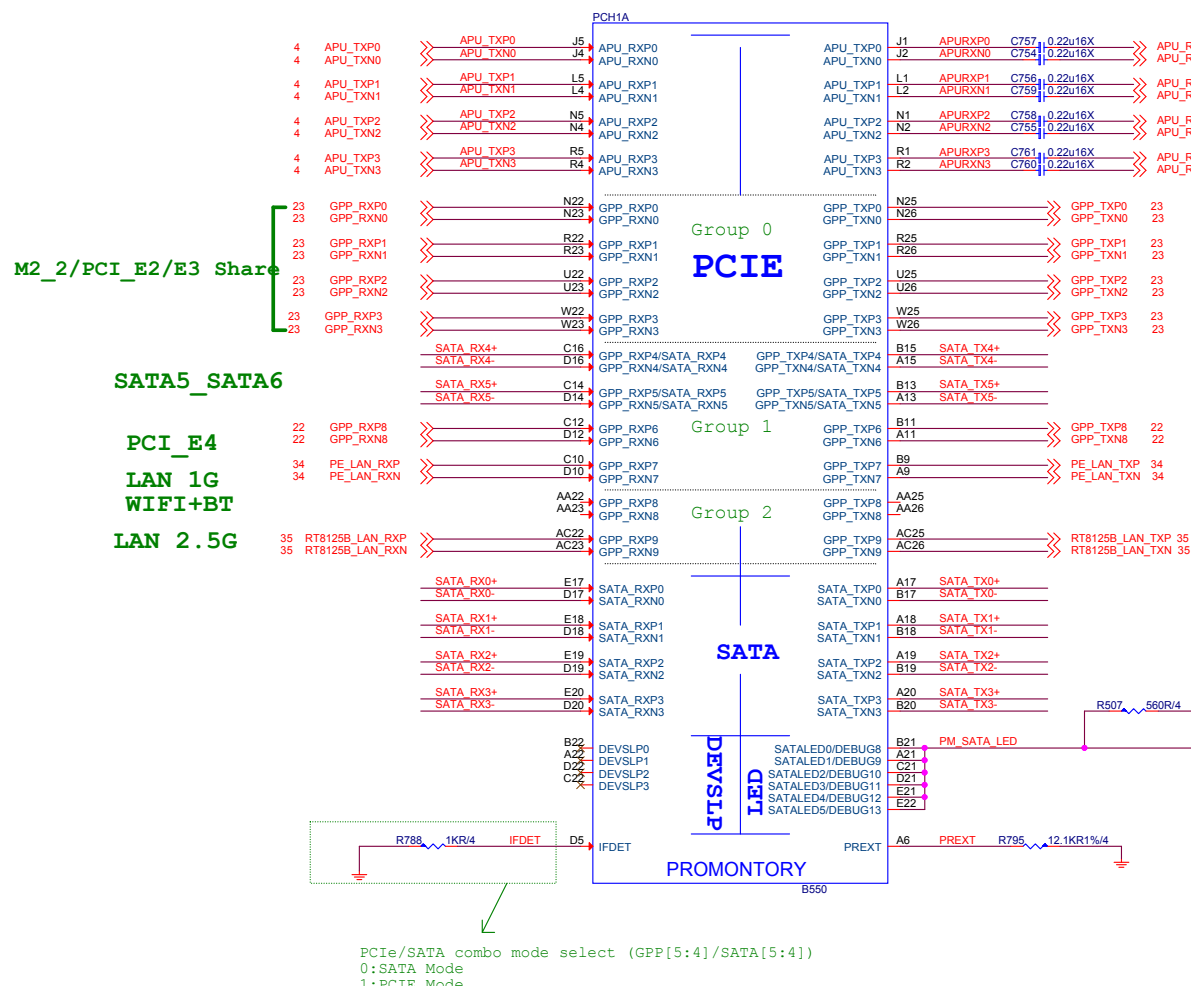 PCH1A
4 APU_TXP0 APU_TXP0 J5 APU_RXP0 APU_TXP0 J1 APURXP0 C757 0.22u16X APU_R
4 APU_TXN0 APU_TXN0 J4 APU_RXN0 APU_TXN0 J2 APURXN0 C754 0.22u16X APU_R
4 APU_TXP1 APU_TXP1 L5 APU_RXP1 APU_TXP1 L1 APURXP1 C756 0.22u16X APU_R
4 APU_TXN1 APU_TXN1 L4 APU_RXN1 APU_TXN1 L2 APURXN1 C759 0.22u16X APU_R
4 APU_TXP2 APU_TXP2 N5 APU_RXP2 APU_TXP2 N1 APURXP2 C758 0.22u16X APU_R
4 APU_TXN2 APU_TXN2 N4 APU_RXN2 APU_TXN2 N2 APURXN2 C755 0.22u16X APU_R
4 APU_TXP3 APU_TXP3 R5 APU_RXP3 APU_TXP3 R1 APURXP3 C761 0.22u16X APU_R
4 APU_TXN3 APU_TXN3 R4 APU_RXN3 APU_TXN3 R2 APURXN3 C760 0.22u16X APU_R
23 GPP_RXP0 N22 GPP_RXP0 GPP_TXP0 N25 GPP_TXP0 23
23 GPP_RXN0 N23 GPP_RXN0 GPP_TXN0 N26 GPP_TXN0 23
Group 0
23 GPP_RXP1 R22 GPP_RXP1 GPP_TXP1 R25 GPP_TXP1 23
23 GPP_RXN1 R23 GPP_RXN1 GPP_TXN1 R26 GPP_TXN1 23
M2_2/PCI_E2/E3 Share
PCIE
23 GPP_RXP2 U22 GPP_RXP2 GPP_TXP2 U25 GPP_TXP2 23
23 GPP_RXN2 U23 GPP_RXN2 GPP_TXN2 U26 GPP_TXN2 23
23 GPP_RXP3 W22 GPP_RXP3 GPP_TXP3 W25 GPP_TXP3 23
23 GPP_RXN3 W23 GPP_RXN3 GPP_TXN3 W26 GPP_TXN3 23
SATA_RX4+ C16 GPP_RXP4/SATA_RXP4 GPP_TXP4/SATA_TXP4 B15 SATA_TX4+
SATA_RX4- D16 GPP_RXN4/SATA_RXN4 GPP_TXN4/SATA_TXN4 A15 SATA_TX4-
SATA5_SATA6
SATA_RX5+ C14 GPP_RXP5/SATA_RXP5 GPP_TXP5/SATA_TXP5 B13 SATA_TX5+
SATA_RX5- D14 GPP_RXN5/SATA_RXN5 GPP_TXN5/SATA_TXN5 A13 SATA_TX5-
Group 1
22 GPP_RXP8 C12 GPP_RXP6 GPP_TXP6 B11 GPP_TXP8 22
22 GPP_RXN8 D12 GPP_RXN6 GPP_TXN6 A11 GPP_TXN8 22
PCI_E4
34 PE_LAN_RXP C10 GPP_RXP7 GPP_TXP7 B9 PE_LAN_TXP 34
34 PE_LAN_RXN D10 GPP_RXN7 GPP_TXN7 A9 PE_LAN_TXN 34
LAN 1G
WIFI+BT
AA22 GPP_RXP8 GPP_TXP8 AA25
AA23 GPP_RXN8 GPP_TXN8 AA26
Group 2
LAN 2.5G
35 RT8125B_LAN_RXP AC22 GPP_RXP9 GPP_TXP9 AC25 RT8125B_LAN_TXP 35
35 RT8125B_LAN_RXN AC23 GPP_RXN9 GPP_TXN9 AC26 RT8125B_LAN_TXN 35
SATA_RX0+ E17 SATA_RXP0 SATA_TXP0 A17 SATA_TX0+
SATA_RX0- D17 SATA_RXN0 SATA_TXN0 B17 SATA_TX0-
SATA_RX1+ E18 SATA_RXP1 SATA_TXP1 A18 SATA_TX1+
SATA_RX1- D18 SATA_RXN1 SATA_TXN1 B18 SATA_TX1-
SATA
SATA_RX2+ E19 SATA_RXP2 SATA_TXP2 A19 SATA_TX2+
SATA_RX2- D19 SATA_RXN2 SATA_TXN2 B19 SATA_TX2-
SATA_RX3+ E20 SATA_RXP3 SATA_TXP3 A20 SATA_TX3+
SATA_RX3- D20 SATA_RXN3 SATA_TXN3 B20 SATA_TX3-
R507 560R/4
B22 DEVSLP0 SATALED0/DEBUG8 B21 PM_SATA_LED
A22 DEVSLP1 SATALED1/DEBUG9 A21
D22 DEVSLP2 SATALED2/DEBUG10 C21
C22 DEVSLP3 SATALED3/DEBUG11 D21
SATALED4/DEBUG12 E21
SATALED5/DEBUG13 E22
DEVSLP
LED
R788 1KR/4 IFDET D5 IFDET PREXT A6 PREXT R795 12.1KR1%/4
PROMONTORY
B550
PCIe/SATA combo mode select (GPP[5:4]/SATA[5:4])
0:SATA Mode
1:PCIE Mode